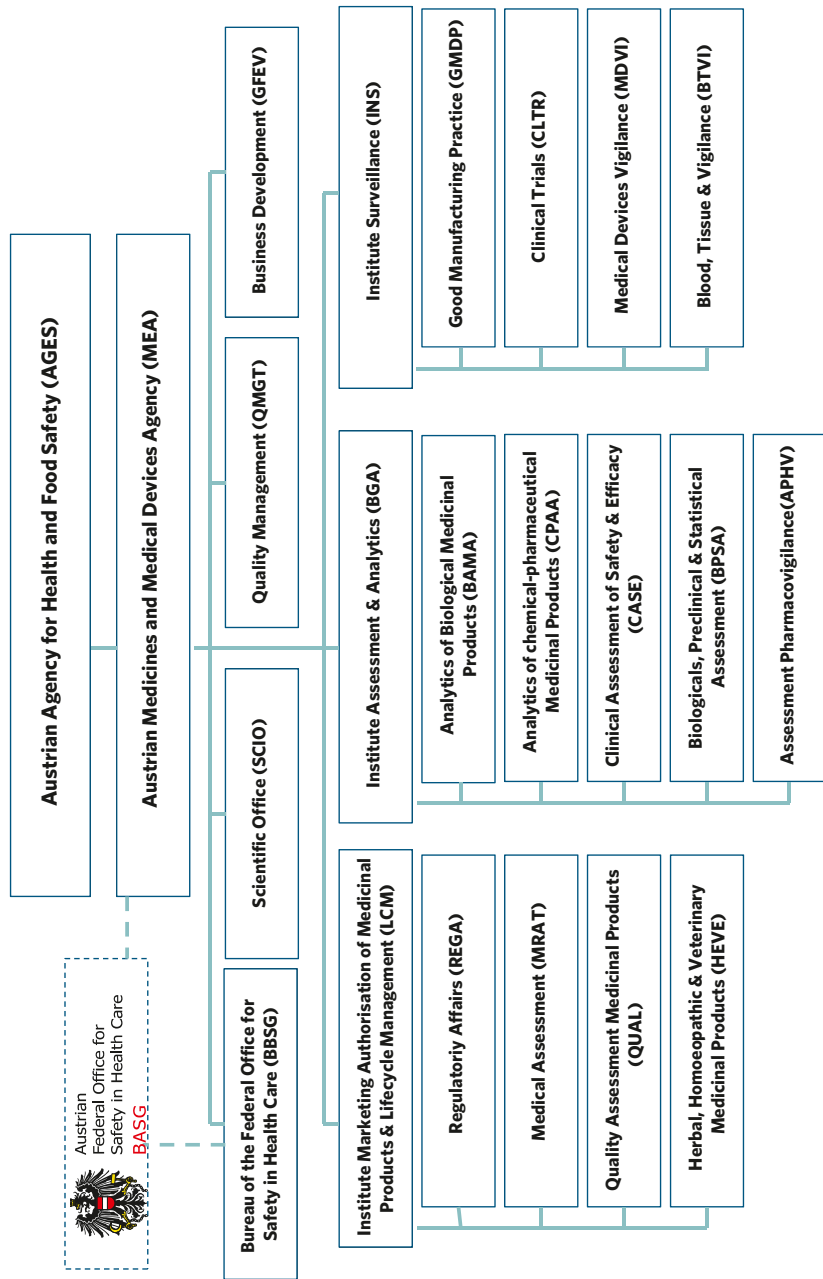 Austrian
Federal Office for
Safety in Health Care
BASG
Austrian Agency for Health and Food Safety (AGES)
Austrian Medicines and Medical Devices Agency (MEA)
Bureau of the Federal Office for
Safety in Health Care (BBSG)
Scientific Office (SCIO)
Quality Management (QMGT)
Business Development (GFEV)
Institute Marketing Authorisation of Medicinal
Products & Lifecycle Management (LCM)
Regulatoriy Affairs (REGA)
Medical Assessment (MRAT)
Quality Assessment Medicinal Products
(QUAL)
Herbal, Homoeopathic & Veterinary
Medicinal Products (HEVE)
Institute Assessment & Analytics (BGA)
Analytics of Biological Medicinal
Products (BAMA)
Analytics of chemical-pharmaceutical
Medicinal Products (CPAA)
Clinical Assessment of Safety & Efficacy
(CASE)
Biologicals, Preclinical & Statistical
Assessment (BPSA)
Assessment Pharmacovigilance(APHV)
Institute Surveillance (INS)
Good Manufacturing Practice (GMDP)
Clinical Trials (CLTR)
Medical Devices Vigilance (MDVI)
Blood, Tissue & Vigilance (BTVI)